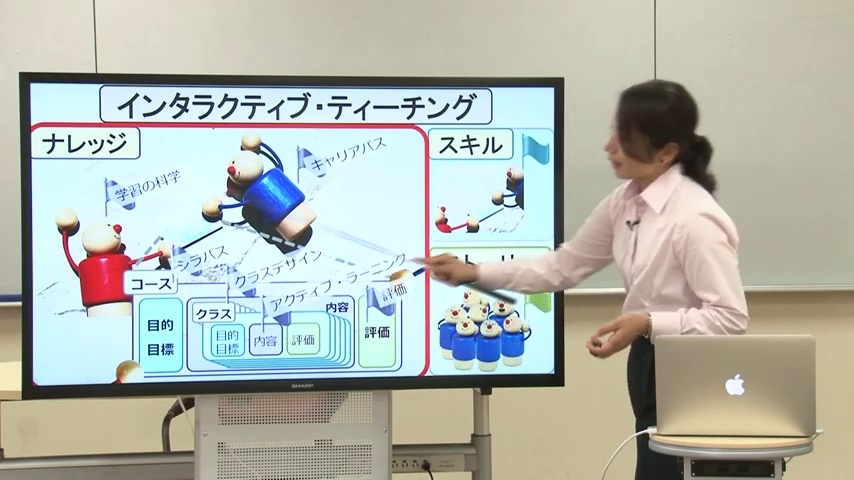 インタラクティブ・ティーチング
ナレッジ
スキル
学習の科学
キャリアパス
シラバス
クラスデザイン
アクティブ・ラーニング
評価
コース
目的
目標
クラス
内容
目的
目標
内容
評価
評価
SHARP